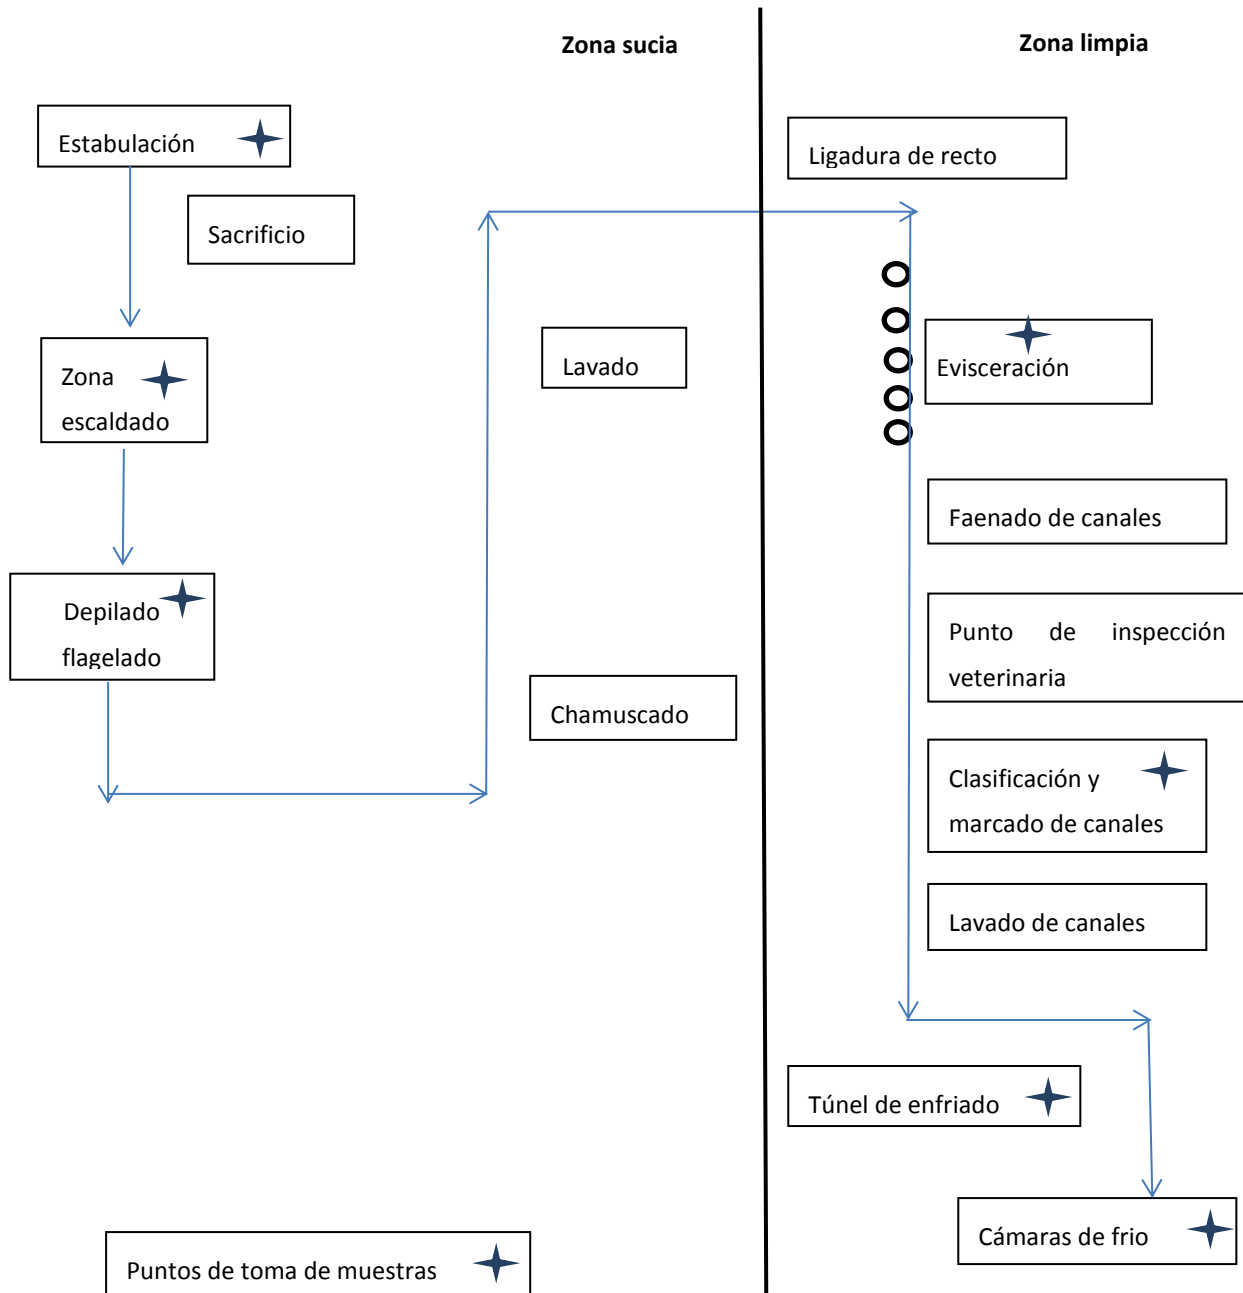 Zona sucia
Zona limpia
Estabulación
Sacrificio
Zona
escaldado
Depilado
flagelado
Chamuscado
Lavado
Ligadura de recto
Evisceración
Faenado de canales
Punto de inspección
veterinaria
Clasificación y
marcado de canales
Lavado de canales
Túnel de enfriado
Cámaras de frio
Puntos de toma de muestras